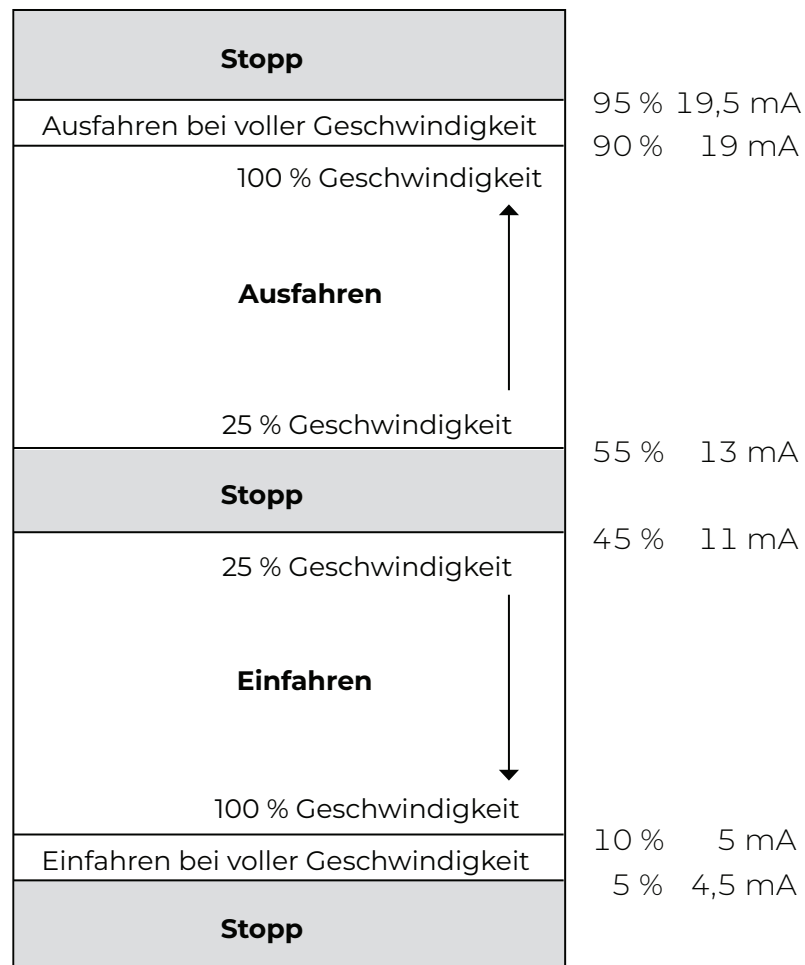 Stopp
95 % 19,5 mA
Ausfahren bei voller Geschwindigkeit
90 % 19 mA
100 % Geschwindigkeit
Ausfahren
25 % Geschwindigkeit
55 % 13 mA
Stopp
45 % 11 mA
25 % Geschwindigkeit
Einfahren
100 % Geschwindigkeit
10 % 5 mA
Einfahren bei voller Geschwindigkeit
5 % 4,5 mA
Stopp